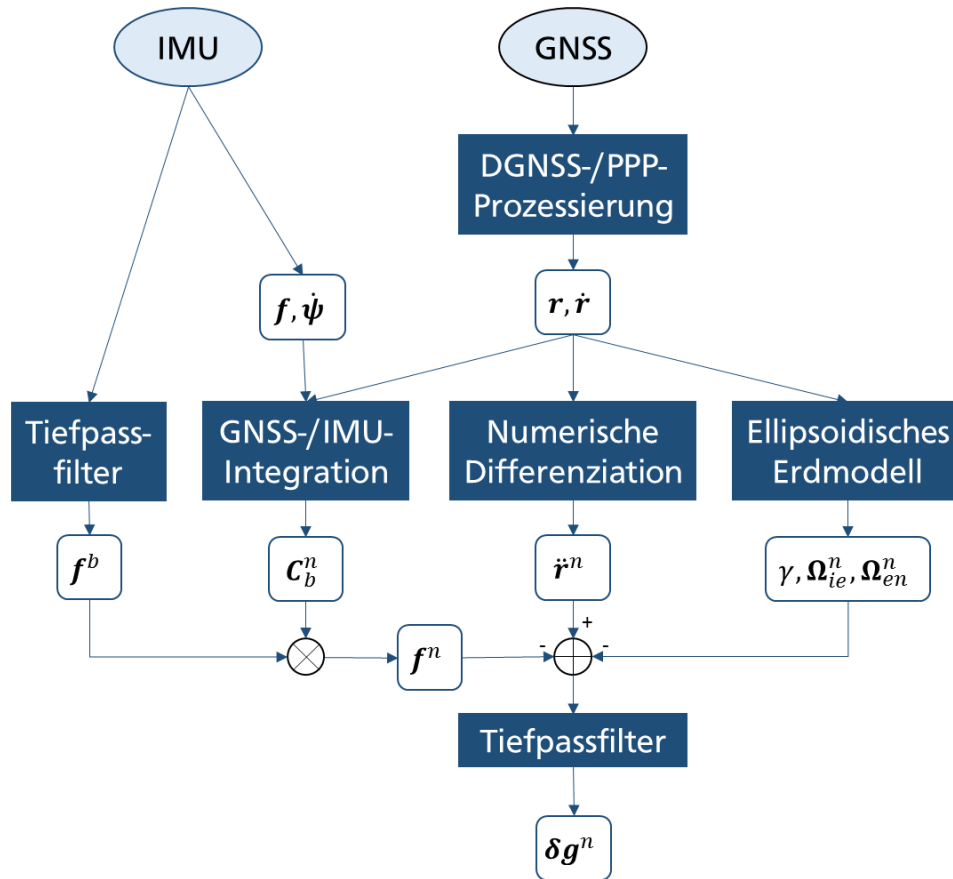 IMU
GNSS
DGNSS-/PPP-
Prozessierung
f, ψ̇
r, ṙ
Tiefpass-
filter
GNSS-/IMU-
Integration
Numerische
Differenziation
Ellipsoidisches
Erdmodell
f^b
C_b^n
r̈^n
γ, Ω_ie^n, Ω_en^n
+
-
-
f^n
Tiefpassfilter
δg^n